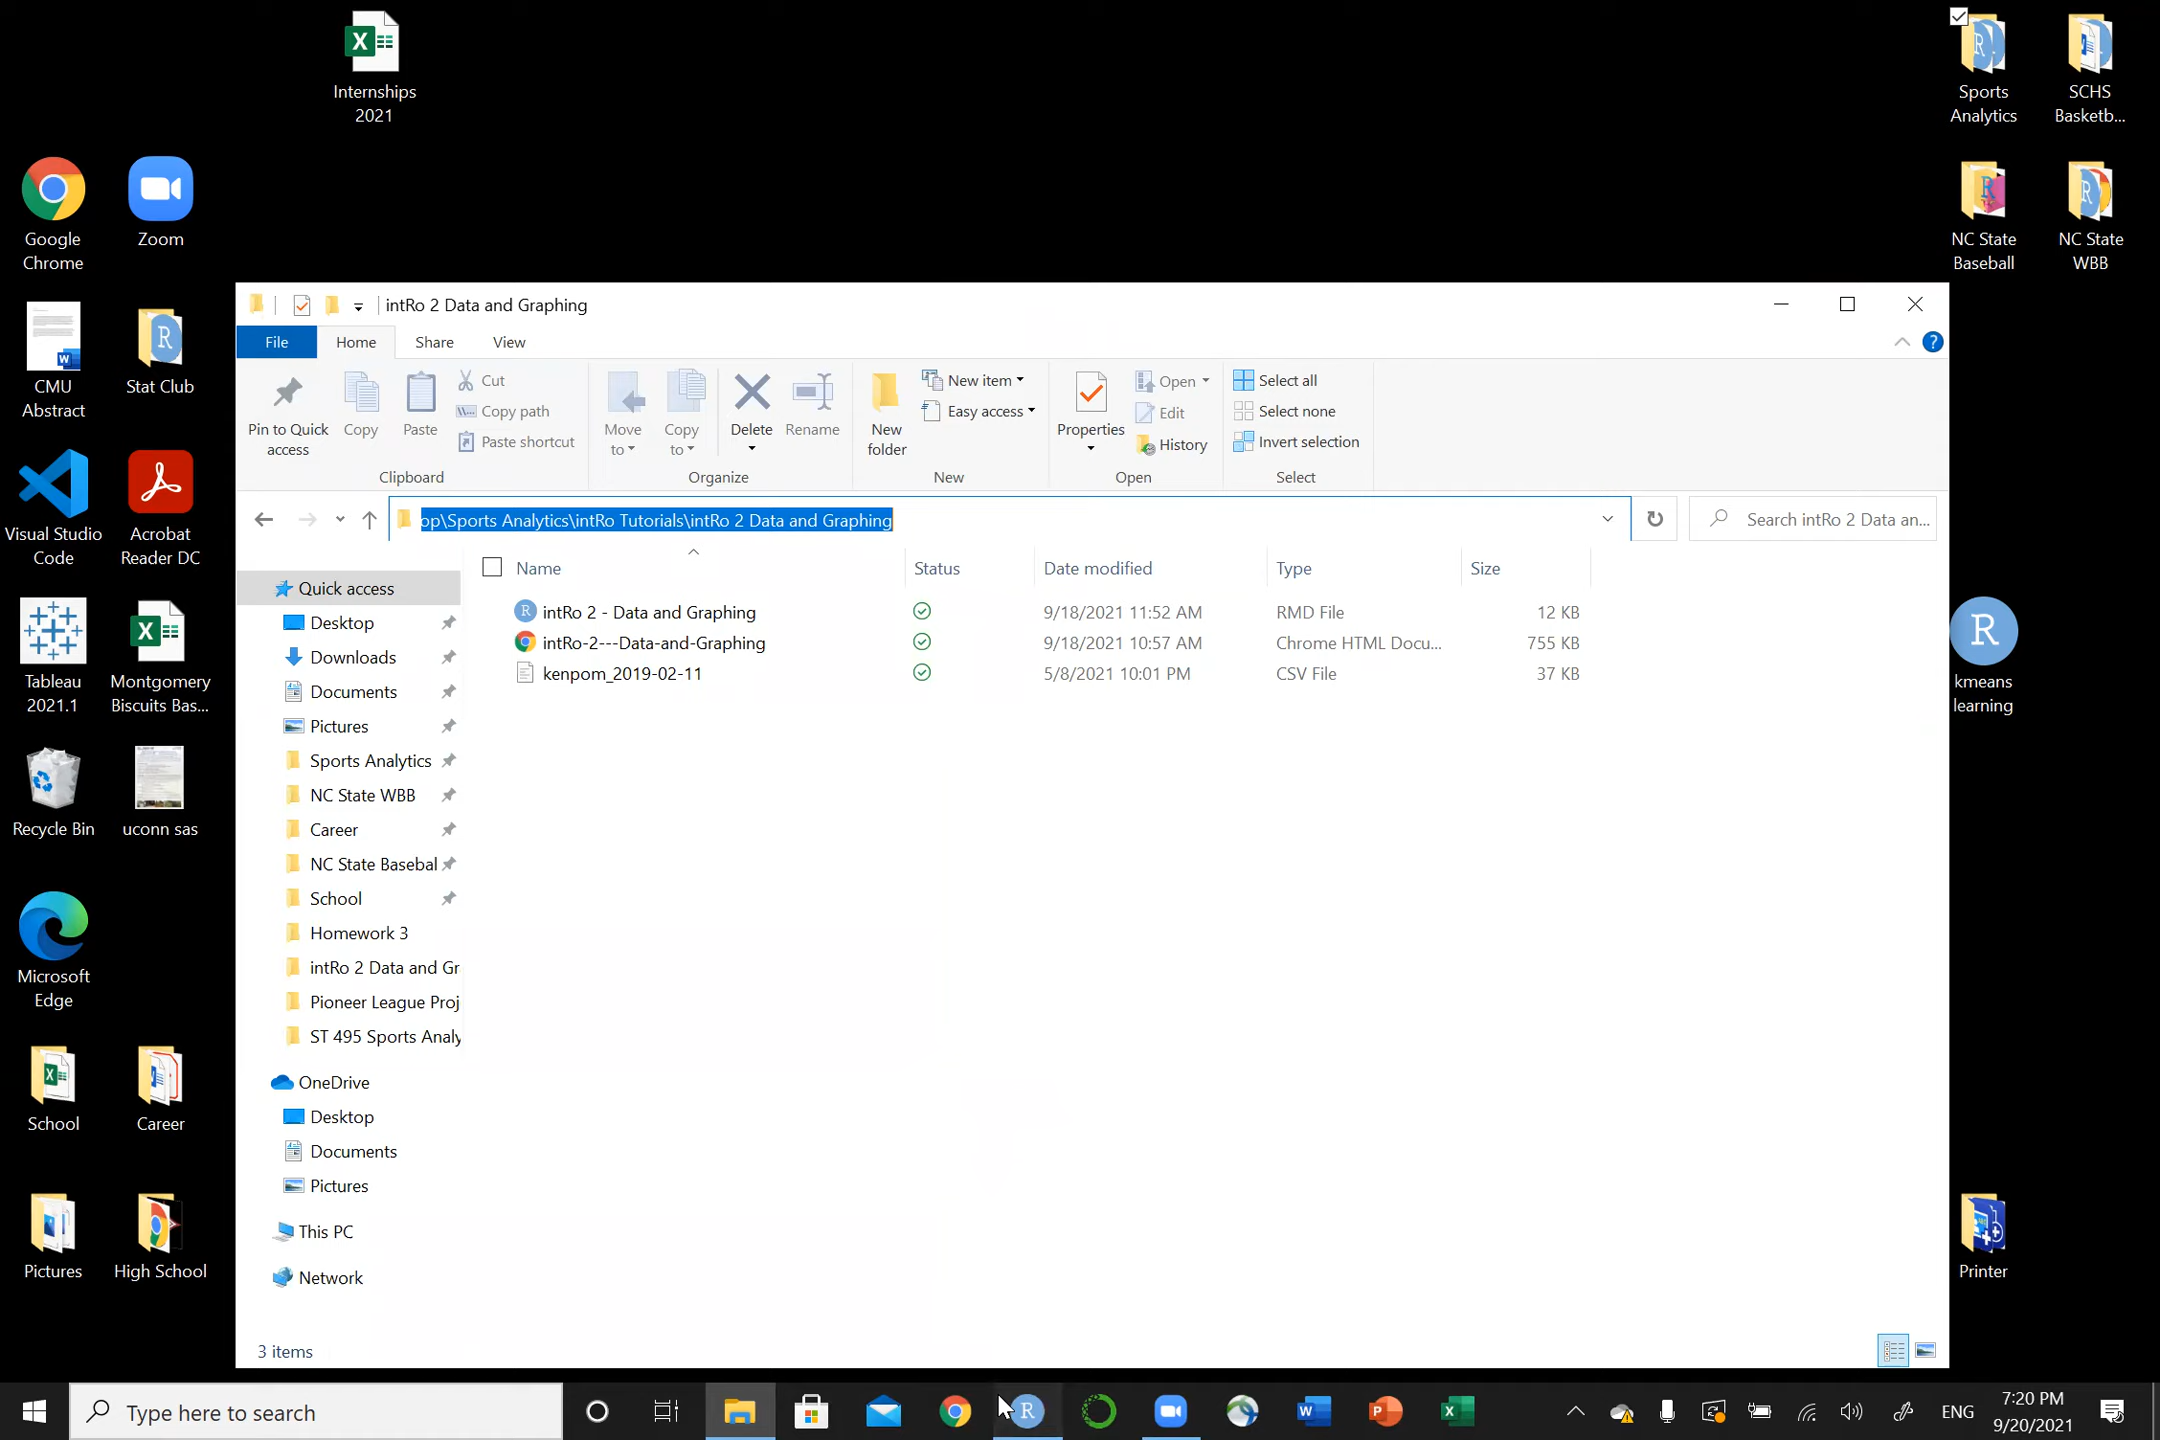 Internships
2021
Sports
Analytics
SCHS
Basketb...
Google
Chrome
Zoom
NC State
Baseball
NC State
WBB
intRo 2 Data and Graphing
File
Home
Share
View
CMU
Abstract
Stat Club
Pin to Quick
access
Copy
Paste
Cut
Copy path
Paste shortcut
Clipboard
Move
to
Copy
to
Delete
Rename
Organize
New
folder
New item
Easy access
New
Properties
Open
Edit
History
Open
Select all
Select none
Invert selection
Select
Visual Studio
Code
Acrobat
Reader DC
op\Sports Analytics\intRo Tutorials\intRo 2 Data and Graphing
Search intRo 2 Data an...
Name
Status
Date modified
Type
Size
Quick access
intRo 2 - Data and Graphing
9/18/2021 11:52 AM
RMD File
12 KB
intRo-2---Data-and-Graphing
9/18/2021 10:57 AM
Chrome HTML Docu...
755 KB
kenpom_2019-02-11
5/8/2021 10:01 PM
CSV File
37 KB
Desktop
Downloads
Documents
Pictures
Sports Analytics
NC State WBB
Career
NC State Basebal
School
Homework 3
intRo 2 Data and Gr
Pioneer League Proj
ST 495 Sports Analy
OneDrive
Desktop
Documents
Pictures
This PC
Network
3 items
Tableau
2021.1
Montgomery
Biscuits Bas...
kmeans
learning
Recycle Bin
uconn sas
Microsoft
Edge
School
Career
Pictures
High School
Printer
Type here to search
ENG
7:20 PM
9/20/2021